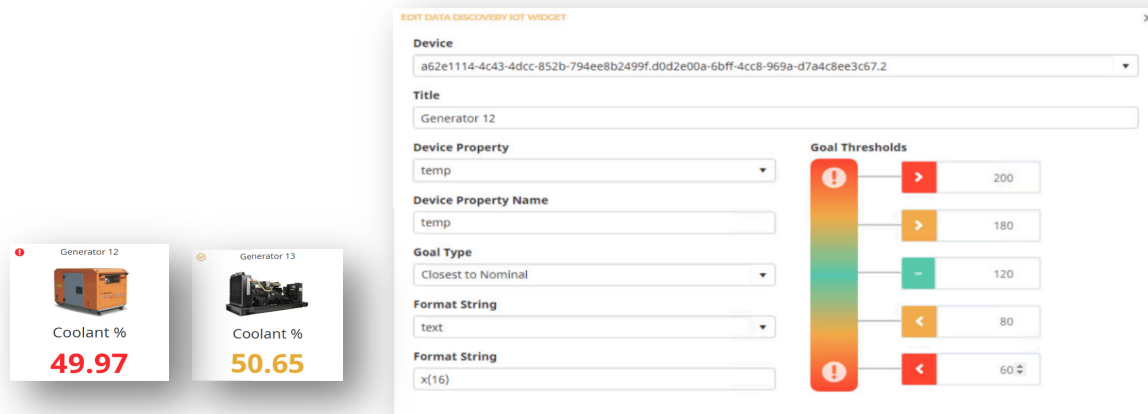 EDIT DATA DISCOVERY IOT WIDGET
Device
a62e1114-4c43-4dcc-852b-794ee8b2499f.d0d2e00a-6bff-4cc8-969a-d7a4c8ee3c67.2
Title
Generator 12
Device Property
temp
Device Property Name
temp
Goal Type
Closest to Nominal
Format String
text
Format String
x(16)
Goal Thresholds
> 200
> 180
– 120
< 80
< 60
Generator 12
Coolant %
49.97
Generator 13
Coolant %
50.65